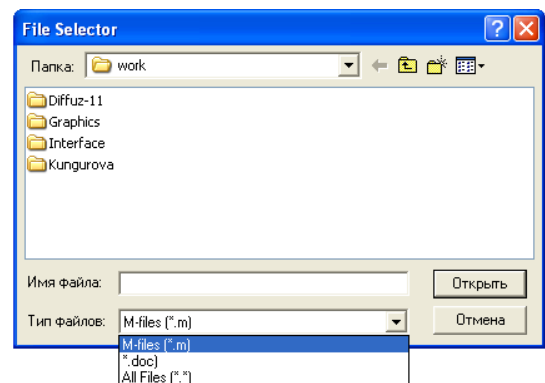 File Selector
Папка: work
Diffuz-11
Graphics
Interface
Kungurova
Имя файла:
Открыть
Тип файлов: M-files (*.m)
Отмена
M-files (*.m)
*.doc)
All Files (*.*)